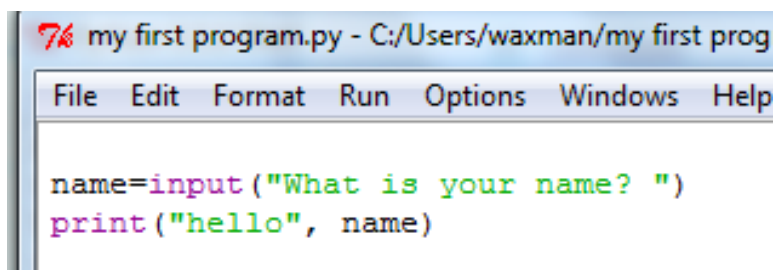 my first program.py - C:/Users/waxman/my first prog
File Edit Format Run Options Windows Help
name=input("What is your name? ")
print("hello", name)